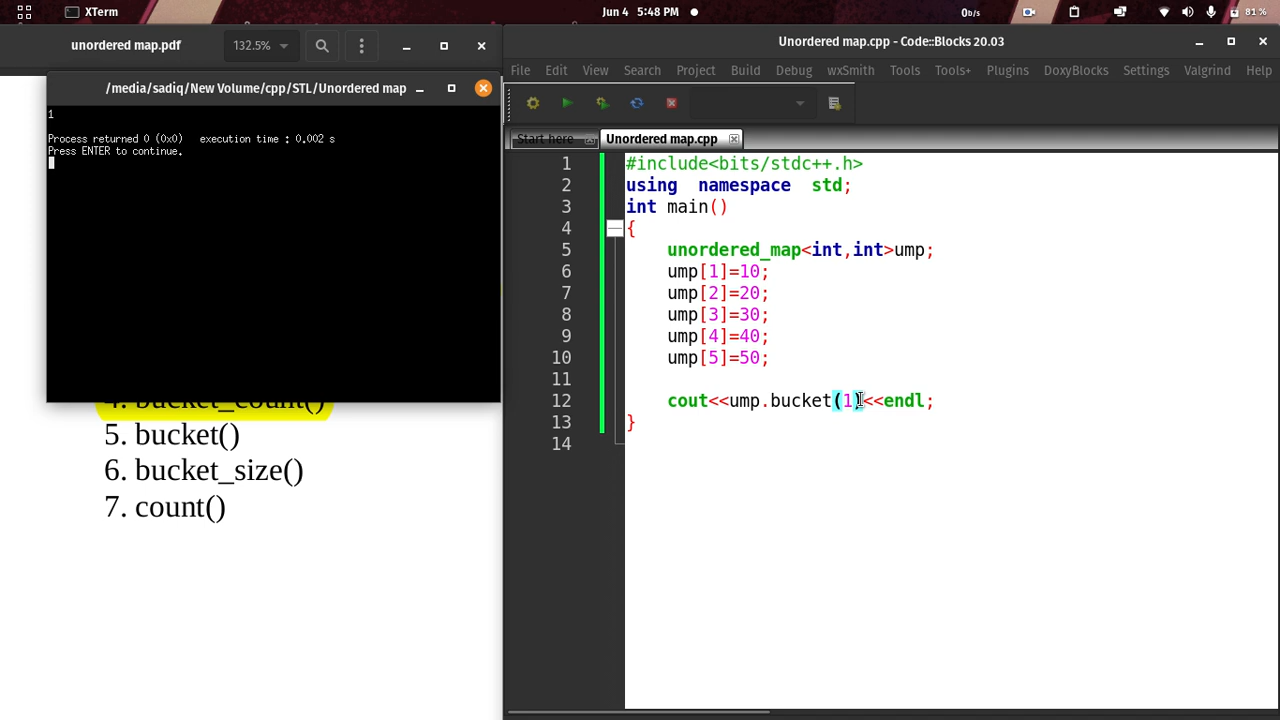 XTerm
Jun 4 5:48 PM
0b/s
81 %
unordered map.pdf
132.5%
/media/sadiq/New Volume/cpp/STL/Unordered map
1
Process returned 0 (0x0) execution time : 0.002 s
Press ENTER to continue.
4. bucket_count()
5. bucket()
6. bucket_size()
7. count()
Unordered map.cpp - Code::Blocks 20.03
File Edit View Search Project Build Debug wxSmith Tools Tools+ Plugins DoxyBlocks Settings Valgrind Help
Start here
Unordered map.cpp
1 #include<bits/stdc++.h>
2 using namespace std;
3 int main()
4 {
5 unordered_map<int,int>ump;
6 ump[1]=10;
7 ump[2]=20;
8 ump[3]=30;
9 ump[4]=40;
10 ump[5]=50;
11
12 cout<<ump.bucket(1)<<endl;
13 }
14